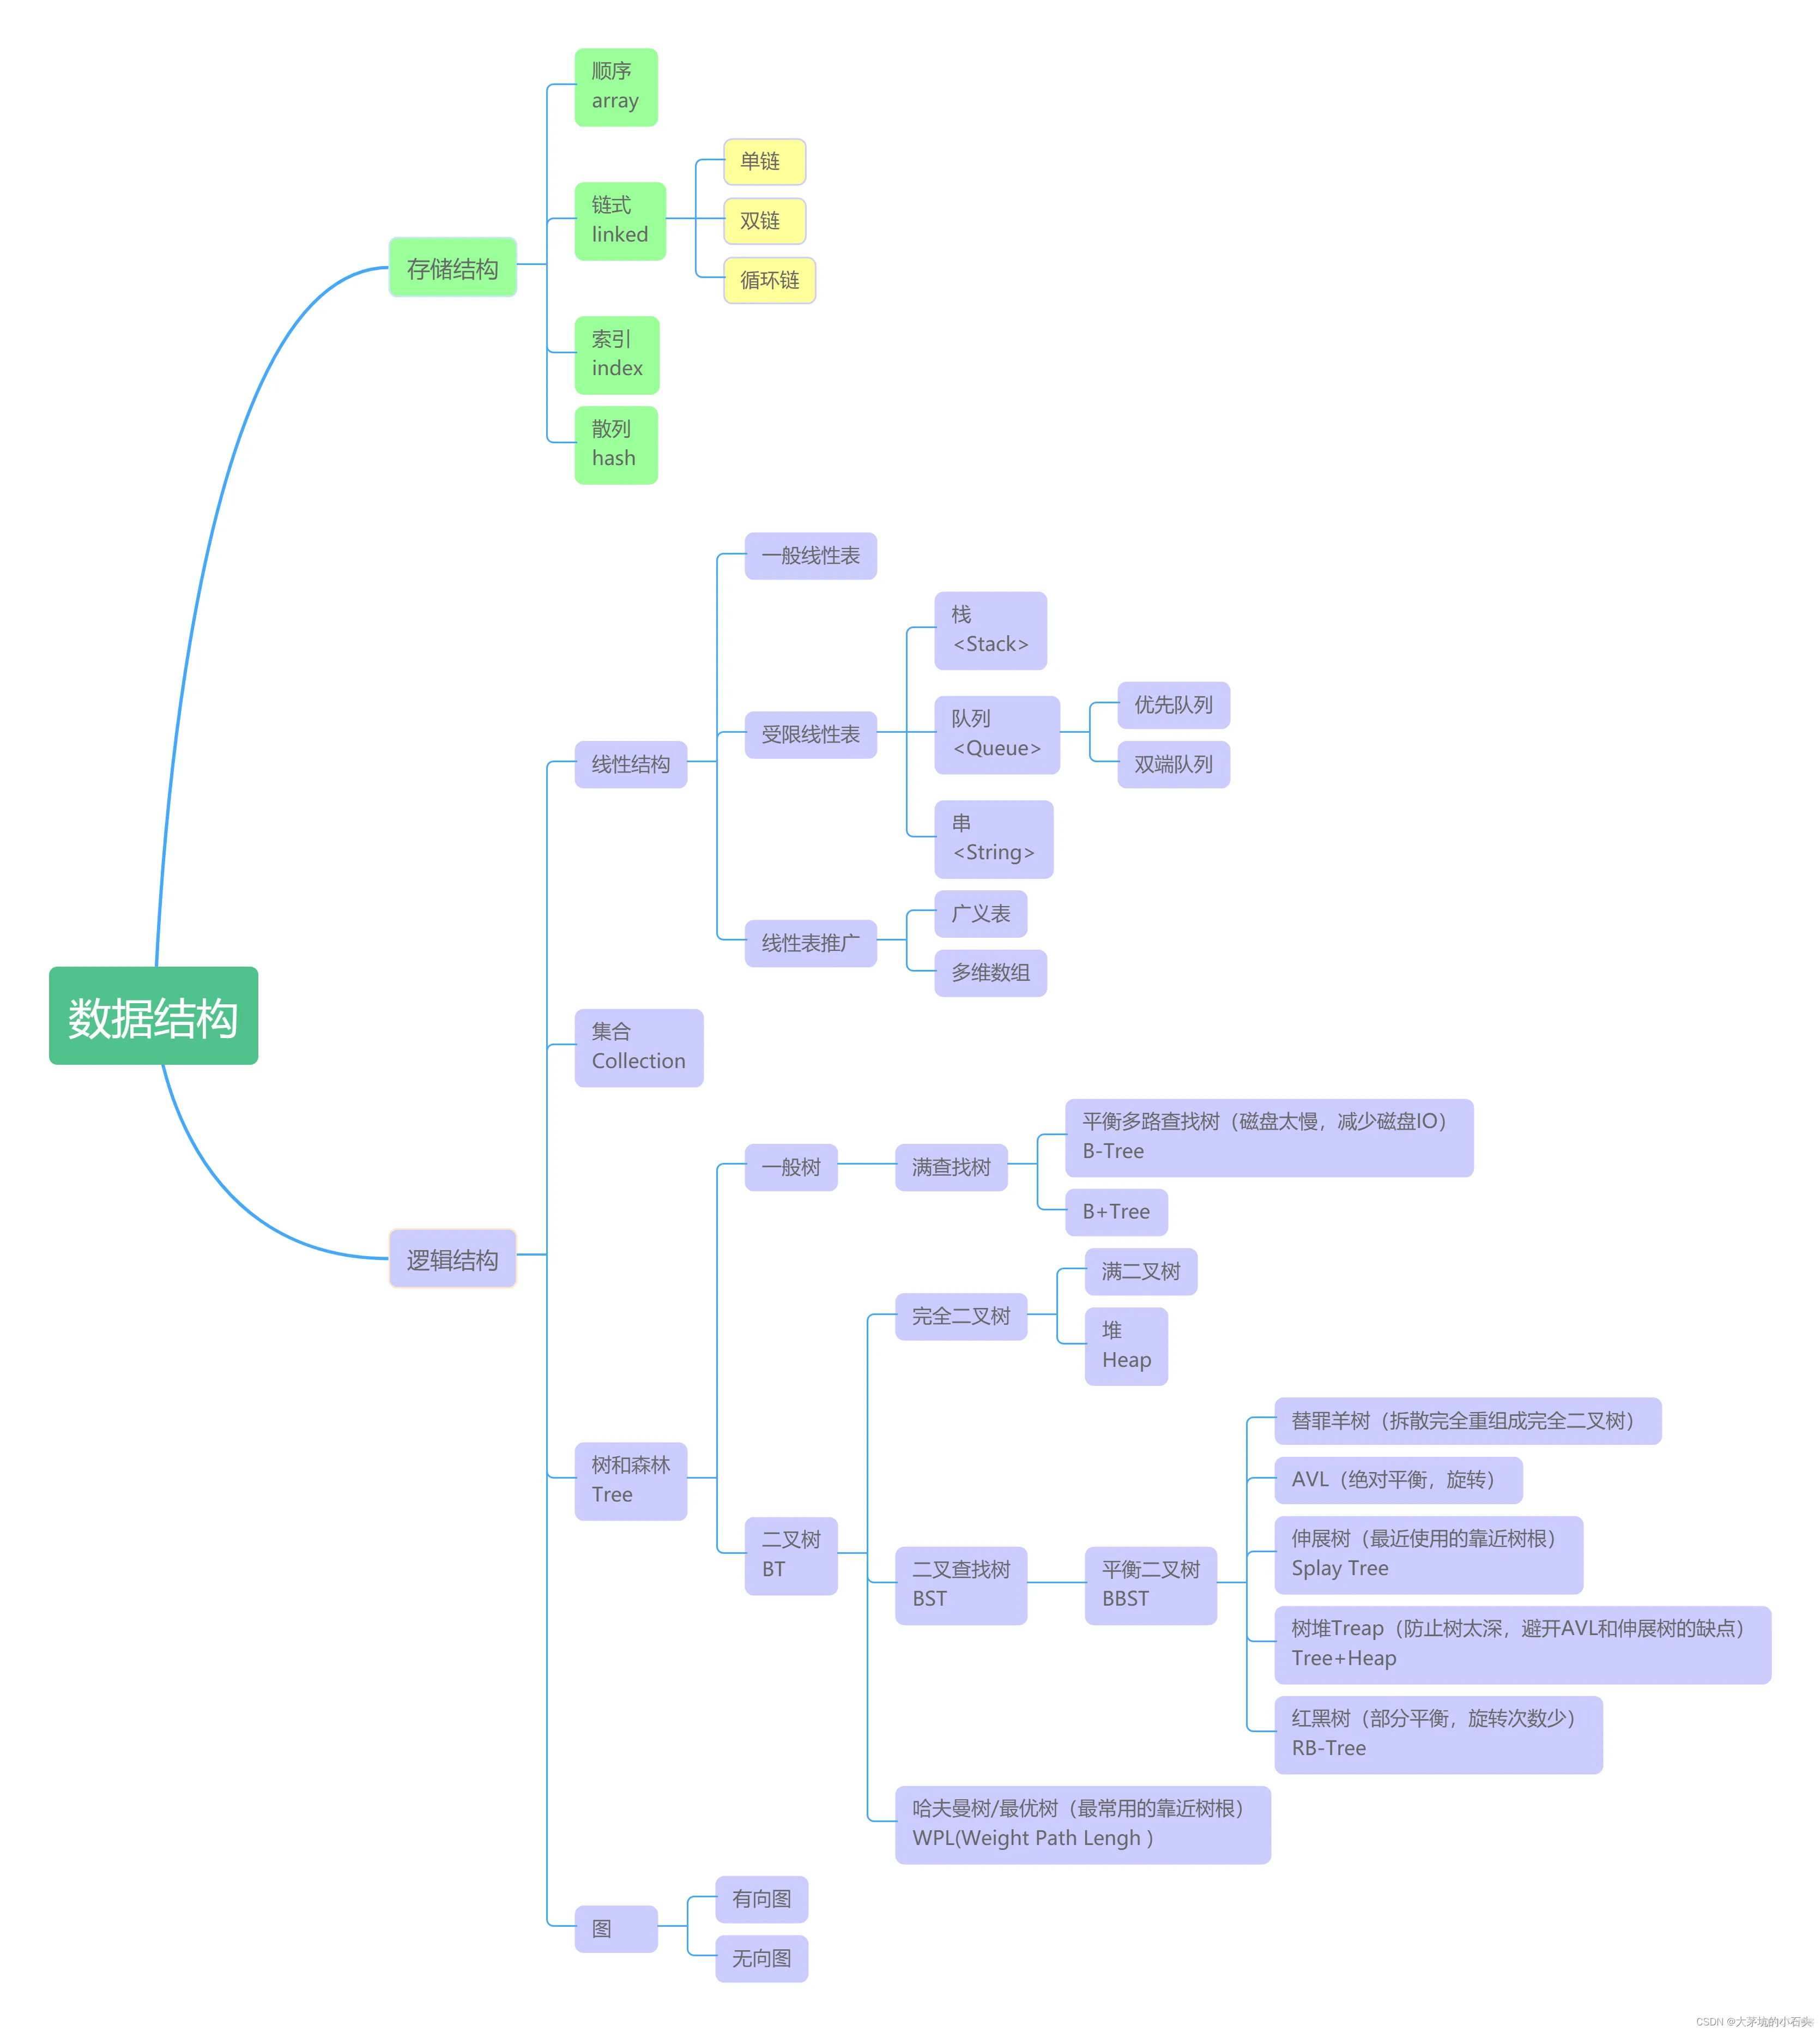 顺序
array
单链
链式
linked
双链
循环链
存储结构
索引
index
散列
hash
一般线性表
栈
<Stack>
受限线性表
队列
<Queue>
优先队列
双端队列
线性结构
串
<String>
线性表推广
广义表
多维数组
数据结构
集合
Collection
一般树
满查找树
平衡多路查找树（磁盘太慢，减少磁盘IO）
B-Tree
B+Tree
逻辑结构
完全二叉树
满二叉树
堆
Heap
树和森林
Tree
二叉树
BT
二叉查找树
BST
平衡二叉树
BBST
替罪羊树（拆散完全重组成完全二叉树）
AVL（绝对平衡，旋转）
伸展树（最近使用的靠近树根）
Splay Tree
树堆Treap（防止树太深，避开AVL和伸展树的缺点）
Tree+Heap
红黑树（部分平衡，旋转次数少）
RB-Tree
哈夫曼树/最优树（最常用的靠近树根）
WPL(Weight Path Lengh )
图
有向图
无向图
CSDN @大茅坑的小石头